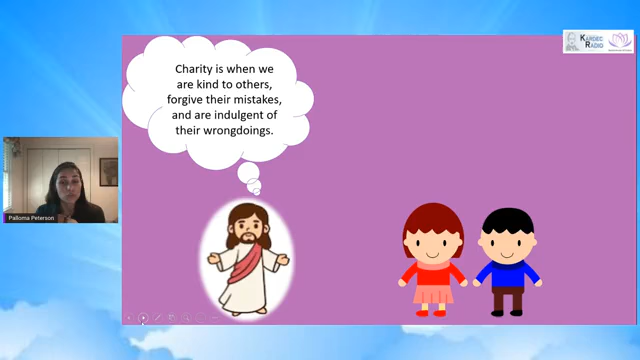 KARDEC
RADIO
Charity is when we
are kind to others,
forgive their mistakes,
and are indulgent of
their wrongdoings.
Palloma Peterson